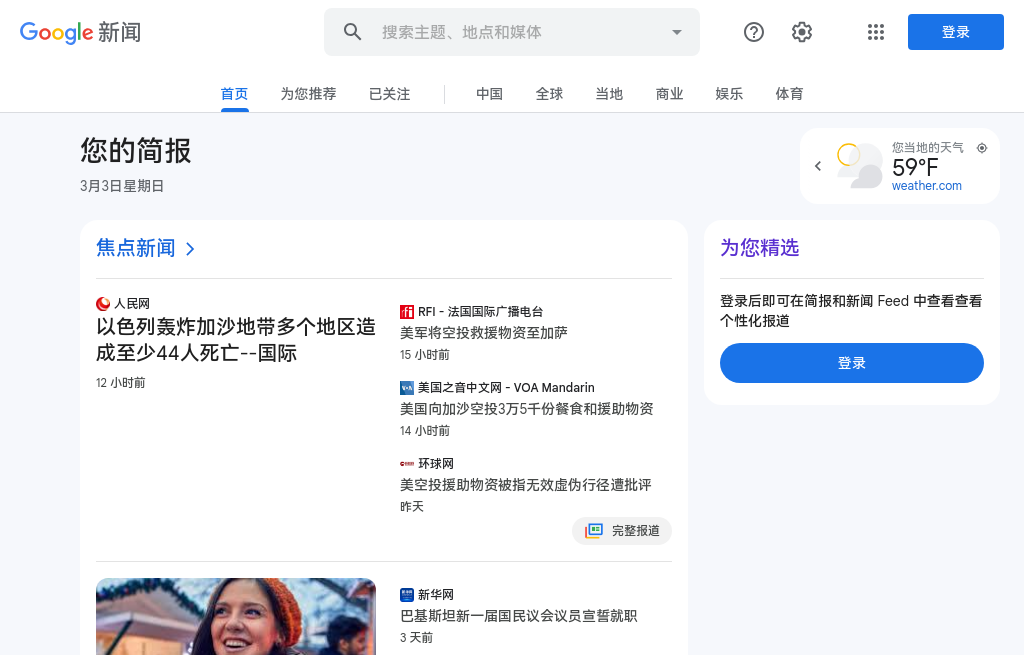 Google 新闻
搜索主题、地点和媒体
登录
首页
为您推荐
已关注
中国
全球
当地
商业
娱乐
体育
您的简报
3月3日星期日
您当地的天气
59°F
weather.com
焦点新闻
人民网
以色列轰炸加沙地带多个地区造
成至少44人死亡--国际
12 小时前
RFI - 法国国际广播电台
美军将空投救援物资至加萨
15 小时前
美国之音中文网 - VOA Mandarin
美国向加沙空投3万5千份餐食和援助物资
14 小时前
环球网
美空投援助物资被指无效虚伪行径遭批评
昨天
完整报道
新华网
巴基斯坦新一届国民议会议员宣誓就职
3 天前
为您精选
登录后即可在简报和新闻 Feed 中查看查看
个性化报道
登录